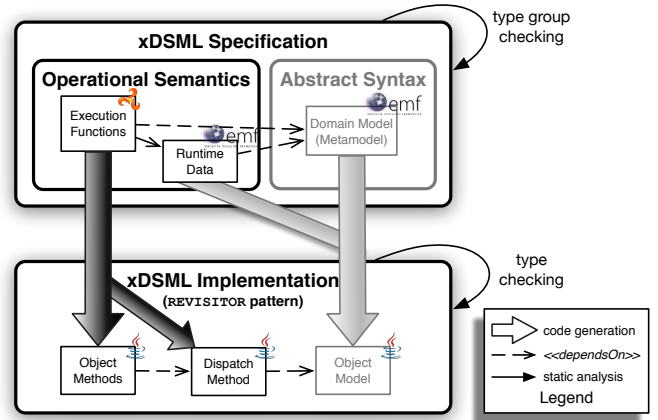 type group
checking
xDSML Specification
Operational Semantics
Abstract Syntax
Execution
Functions
emf
Domain Model
(Metamodel)
emf
Runtime
Data
type
checking
xDSML Implementation
(REVISITOR pattern)
Object
Methods
Dispatch
Method
Object
Model
code generation
<<dependsOn>>
static analysis
Legend